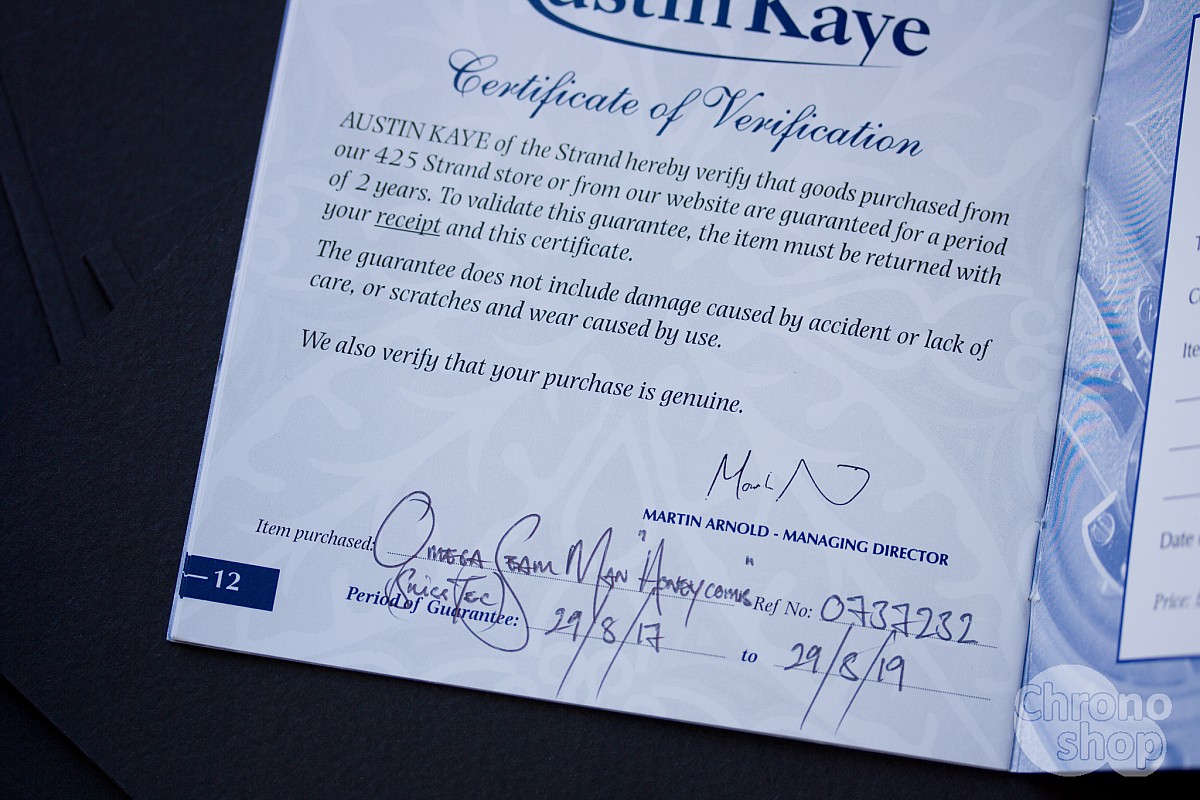 Austin Kaye
Certificate of Verification
AUSTIN KAYE of the Strand hereby verify that goods purchased from
our 425 Strand store or from our website are guaranteed for a period
of 2 years. To validate this guarantee, the item must be returned with
your receipt and this certificate.
The guarantee does not include damage caused by accident or lack of
care, or scratches and wear caused by use.
We also verify that your purchase is genuine.
MARTIN ARNOLD - MANAGING DIRECTOR
Item purchased: Omega Seam Man "Honeycomb"
Ref No: 0737232
12
Period of Guarantee: 29/8/17 to 29/8/19
Ite
Date
Price:
Chrono
shop